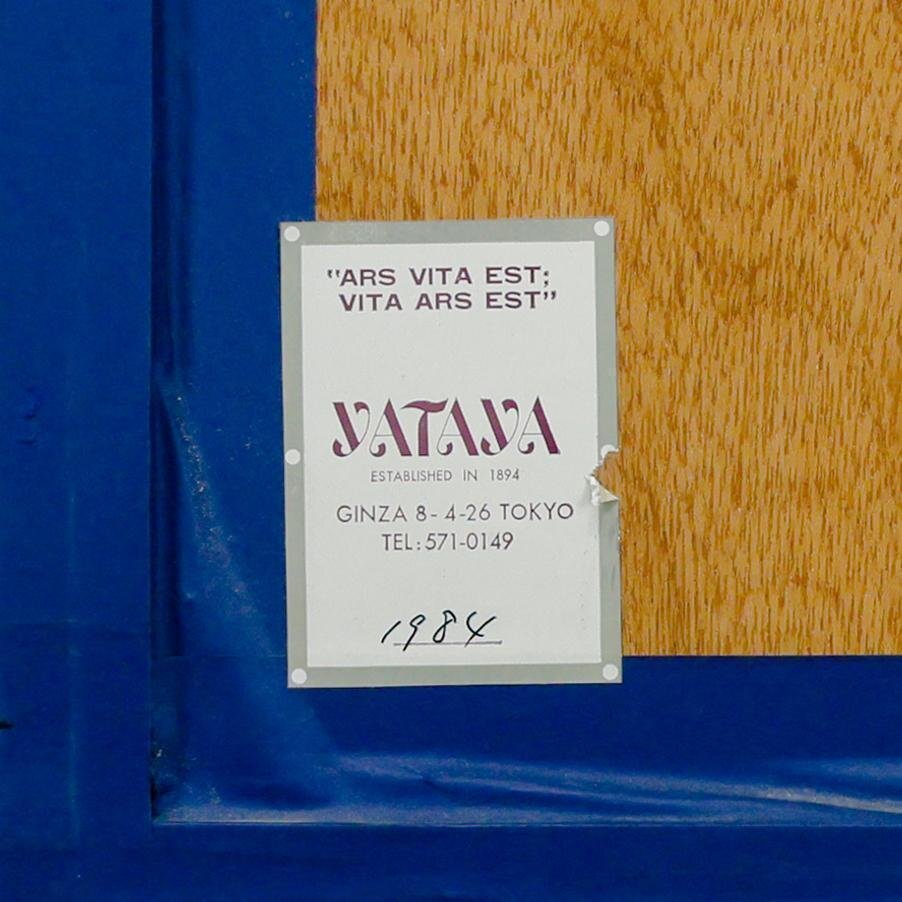 "ARS VITA EST;
VITA ARS EST"
YATAYA
ESTABLISHED IN 1894
GINZA 8-4-26 TOKYO
TEL:571-0149
1984